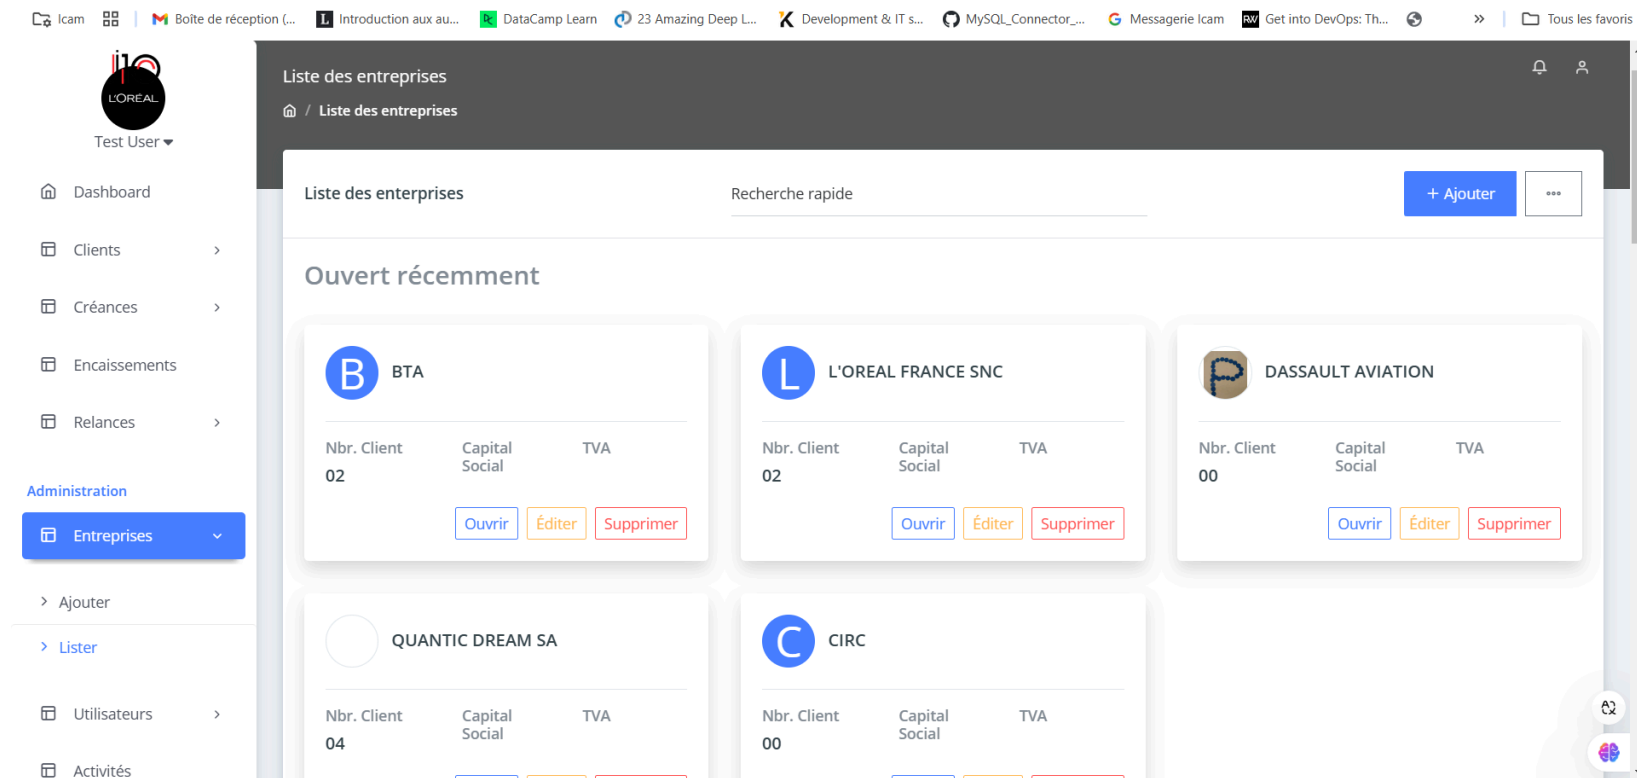 Icam
Boîte de réception (...
Introduction aux au...
DataCamp Learn
23 Amazing Deep L...
Development & IT s...
MySQL_Connector_...
Messagerie Icam
Get into DevOps: Th...
»
Tous les favoris
L'ORÉAL
Test User
Dashboard
Clients
Créances
Encaissements
Relances
Administration
Entreprises
Ajouter
Lister
Utilisateurs
Activités
Liste des entreprises
/ Liste des entreprises
Liste des enterprises
Recherche rapide
+ Ajouter
Ouvert récemment
B BTA
Nbr. Client Capital Social TVA
02
Ouvrir Éditer Supprimer
L L'OREAL FRANCE SNC
Nbr. Client Capital Social TVA
02
Ouvrir Éditer Supprimer
P DASSAULT AVIATION
Nbr. Client Capital Social TVA
00
Ouvrir Éditer Supprimer
QUANTIC DREAM SA
Nbr. Client Capital Social TVA
04
C CIRC
Nbr. Client Capital Social TVA
00